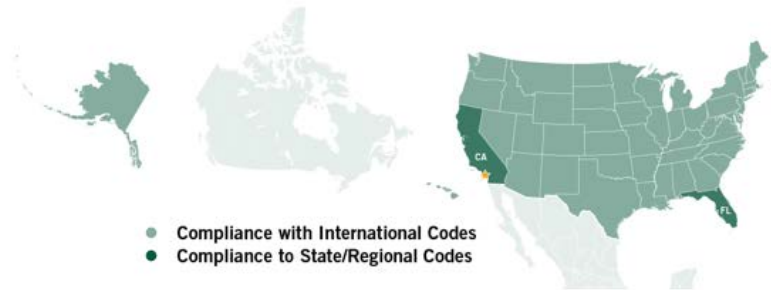 CA
FL
Compliance with International Codes
Compliance to State/Regional Codes